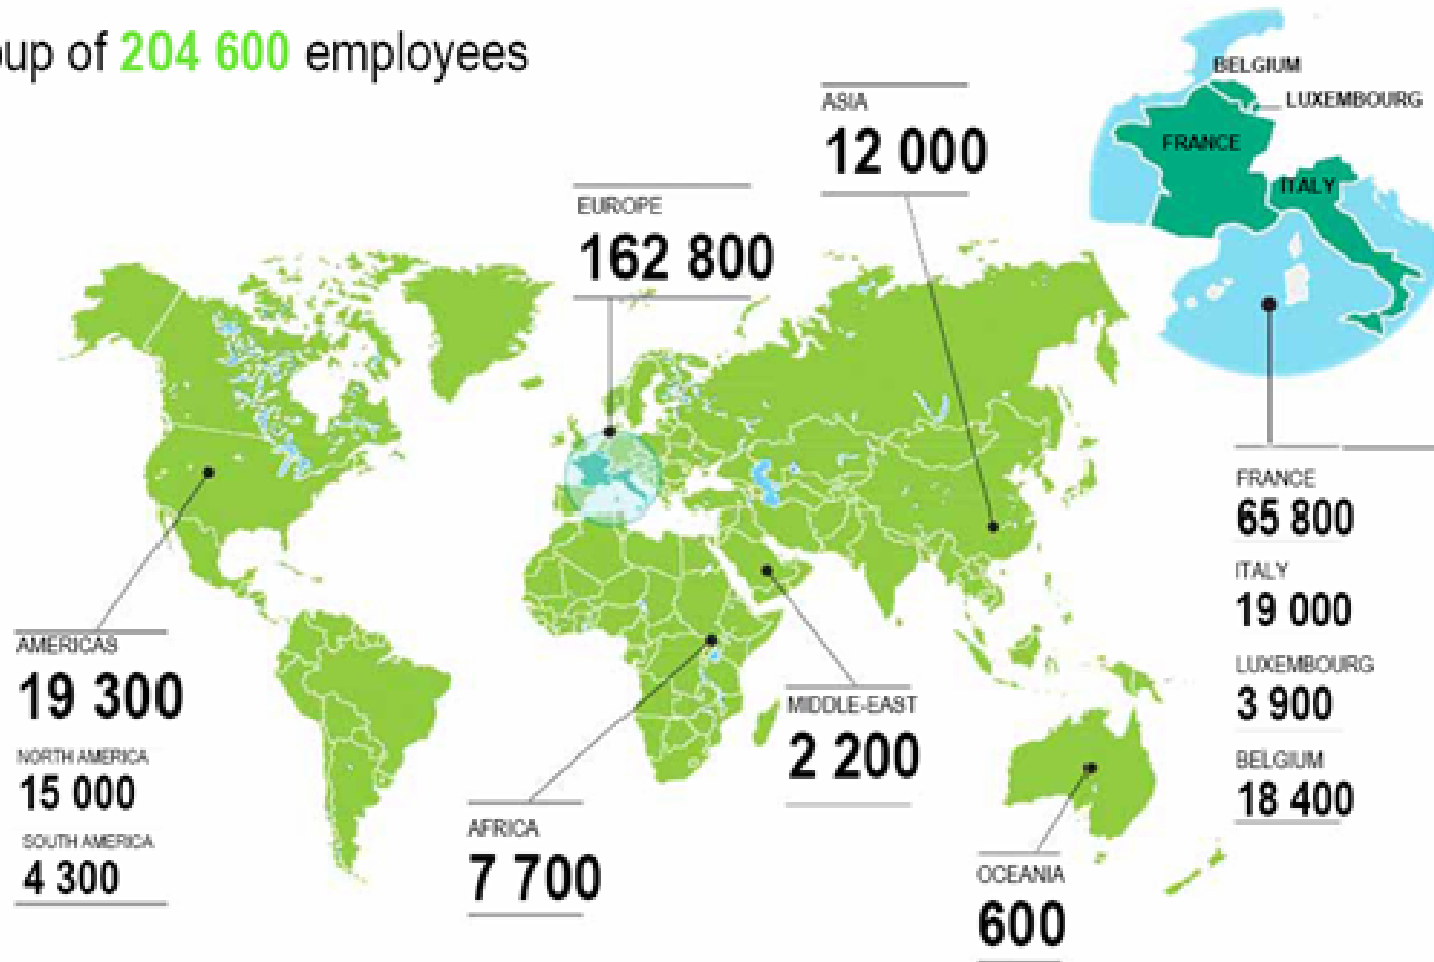 up of 204 600 employees
BELGIUM
LUXEMBOURG
FRANCE
ITALY
ASIA
12 000
EUROPE
162 800
AMERICAS
19 300
NORTH AMERICA
15 000
SOUTH AMERICA
4 300
AFRICA
7 700
MIDDLE-EAST
2 200
OCEANIA
600
FRANCE
65 800
ITALY
19 000
LUXEMBOURG
3 900
BELGIUM
18 400